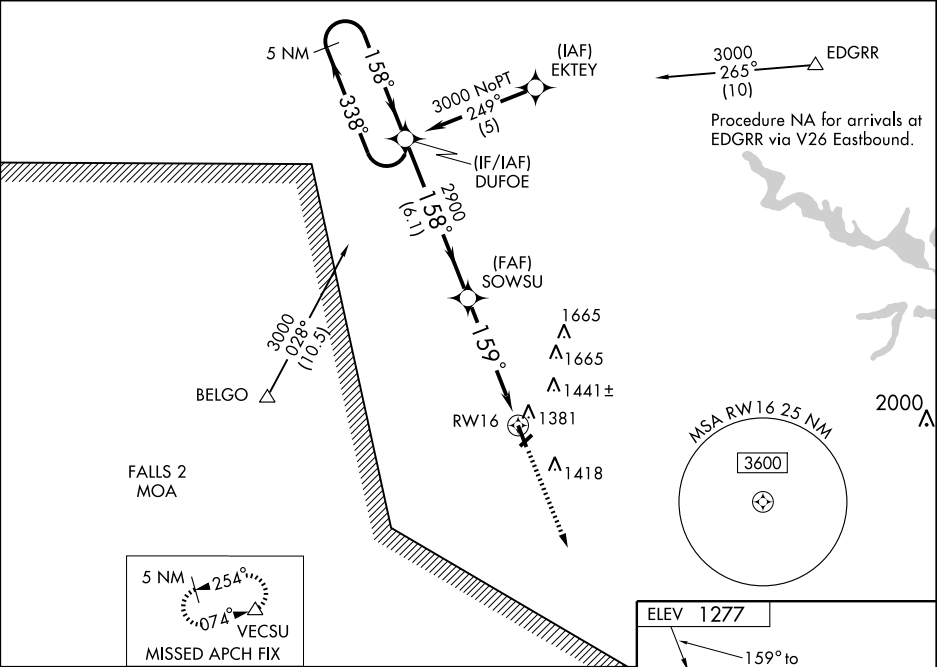 5 NM
158°
338°
(IAF)
EKTEY
3000 NoPT
249°
(5)
3000
265°
(10)
EDGRR
Procedure NA for arrivals at
EDGRR via V26 Eastbound.
(IF/IAF)
DUFOE
2900
158°
(6.1)
(FAF)
SOWSU
159°
3000
028°
(10.5)
BELGO
1665
1665
1441±
1381
RW16
1418
2000
MSA RW16 25 NM
3600
FALLS 2
MOA
5 NM
254°
074°
VECSU
MISSED APCH FIX
ELEV 1277
159° to